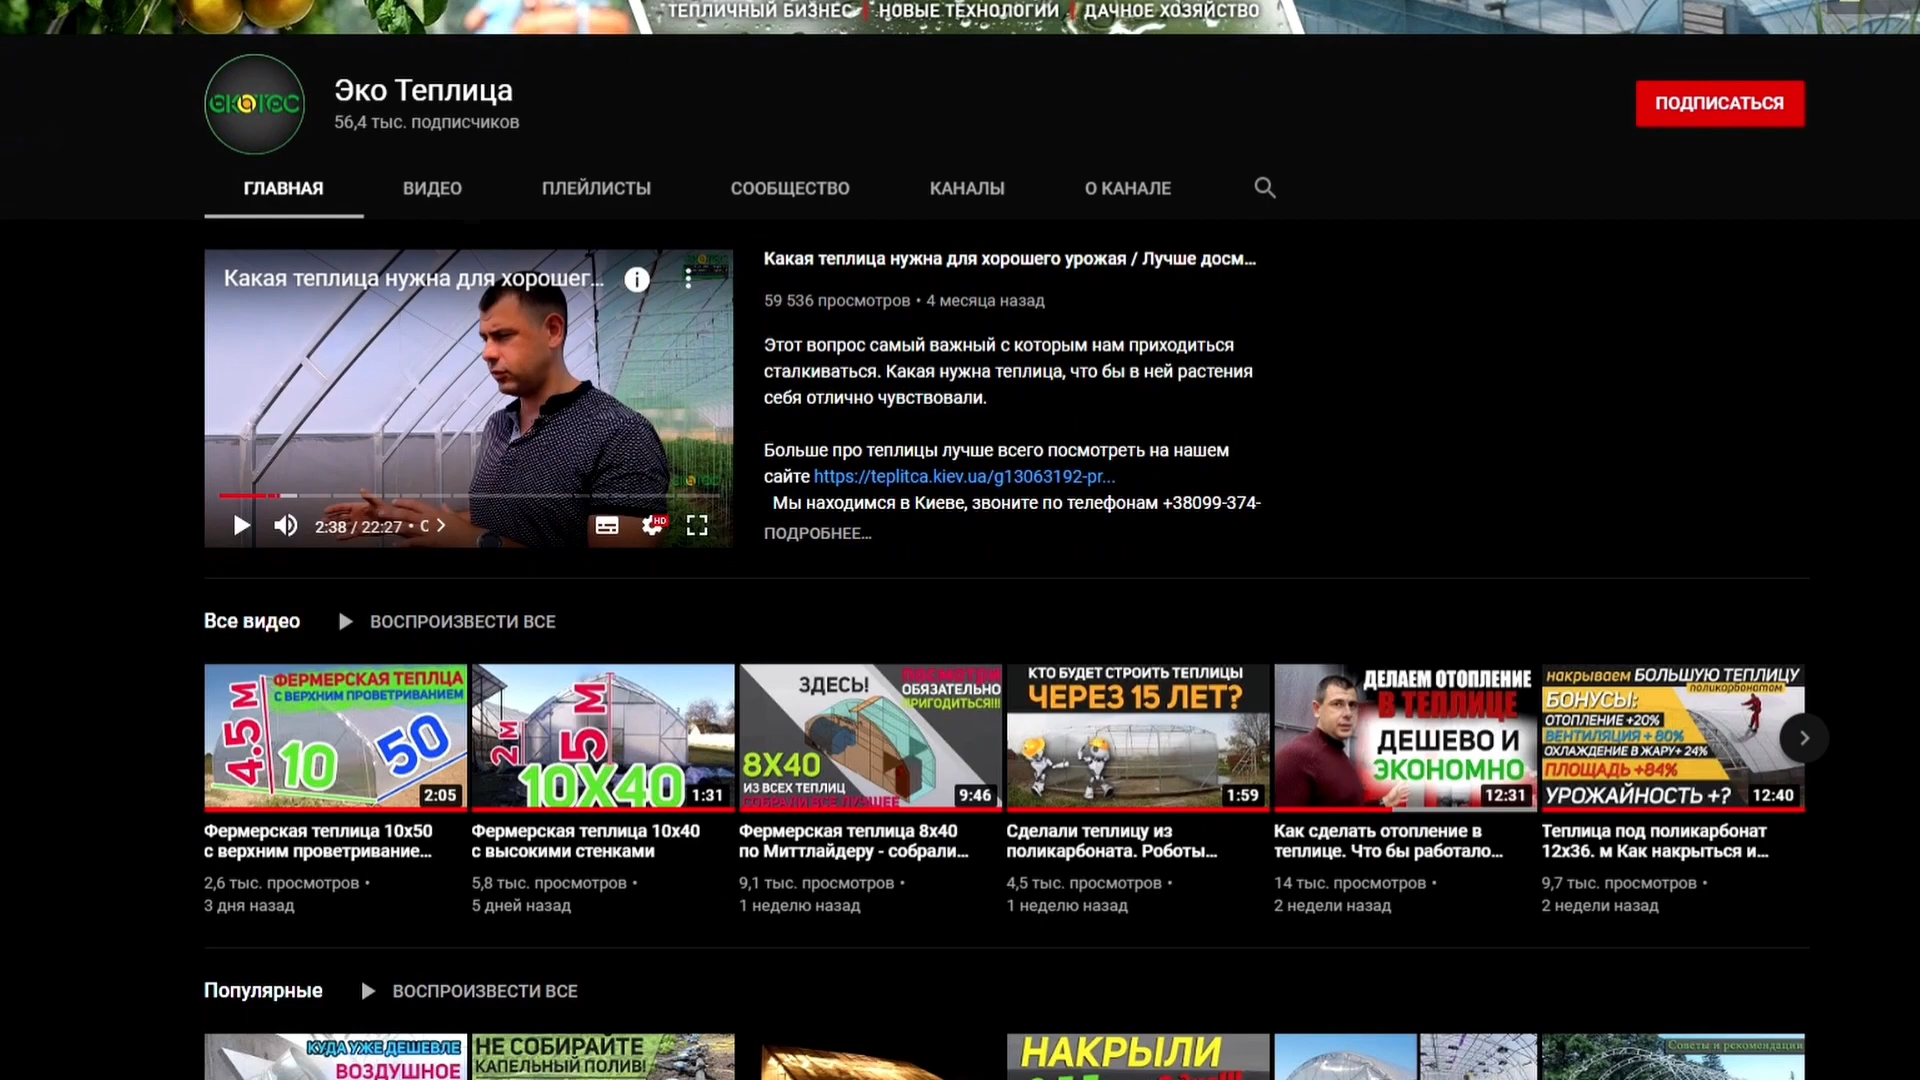 ТЕПЛИЧНЫЙ БИЗНЕС | НОВЫЕ ТЕХНОЛОГИИ | ДАЧНОЕ ХОЗЯЙСТВО
ЭКОТЕС
Эко Теплица
56,4 тыс. подписчиков
ПОДПИСАТЬСЯ
ГЛАВНАЯ
ВИДЕО
ПЛЕЙЛИСТЫ
СООБЩЕСТВО
КАНАЛЫ
О КАНАЛЕ
Какая теплица нужна для хорошег...
2:38 / 22:27 •
HD
Какая теплица нужна для хорошего урожая / Лучше досм...
59 536 просмотров • 4 месяца назад
Этот вопрос самый важный с которым нам приходиться
сталкиваться. Какая нужна теплица, что бы в ней растения
себя отлично чувствовали.
Больше про теплицы лучше всего посмотреть на нашем
сайте https://teplitca.kiev.ua/g13063192-pr...
Мы находимся в Киеве, звоните по телефонам +38099-374-
ПОДРОБНЕЕ...
Все видео
ВОСПРОИЗВЕСТИ ВСЕ
ФЕРМЕРСКАЯ ТЕПЛЦА
С ВЕРХНИМ ПРОВЕТРИВАНИЕМ
4.5 М
10
50
2:05
Фермерская теплица 10х50
с верхним проветривание...
2,6 тыс. просмотров •
3 дня назад
2 М
5 М
10Х40
1:31
Фермерская теплица 10х40
с высокими стенками
5,8 тыс. просмотров •
5 дней назад
ЗДЕСЬ!
ПОСМОТРИ
ОБЯЗАТЕЛЬНО
ПРИГОДИТЬСЯ!!!
8Х40
ИЗ ВСЕХ ТЕПЛИЦ
СОБРАЛИ ВСЕ ЛУЧШЕЕ
9:46
Фермерская теплица 8х40
по Миттлайдеру - собрали...
9,1 тыс. просмотров •
1 неделю назад
КТО БУДЕТ СТРОИТЬ ТЕПЛИЦЫ
ЧЕРЕЗ 15 ЛЕТ?
1:59
Сделали теплицу из
поликарбоната. Роботы...
4,5 тыс. просмотров •
1 неделю назад
ДЕЛАЕМ ОТОПЛЕНИЕ
В ТЕПЛИЦЕ
ДЕШЕВО И
ЭКОНОМНО
12:31
Как сделать отопление в
теплице. Что бы работало...
14 тыс. просмотров •
2 недели назад
накрываем БОЛЬШУЮ ТЕПЛИЦУ
поликарбонатом
БОНУСЫ:
ОТОПЛЕНИЕ +20%
ВЕНТИЛЯЦИЯ + 80%
ОХЛАЖДЕНИЕ В ЖАРУ+ 24%
ПЛОЩАДЬ +84%
УРОЖАЙНОСТЬ +?
12:40
Теплица под поликарбонат
12х36. м Как накрыться и...
9,7 тыс. просмотров •
2 недели назад
Популярные
ВОСПРОИЗВЕСТИ ВСЕ
КУДА УЖЕ ДЕШЕВЛЕ
ВОЗДУШНОЕ
НЕ СОБИРАЙТЕ
КАПЕЛЬНЫЙ ПОЛИВ!
НАКРЫЛИ
Советы и рекомендации